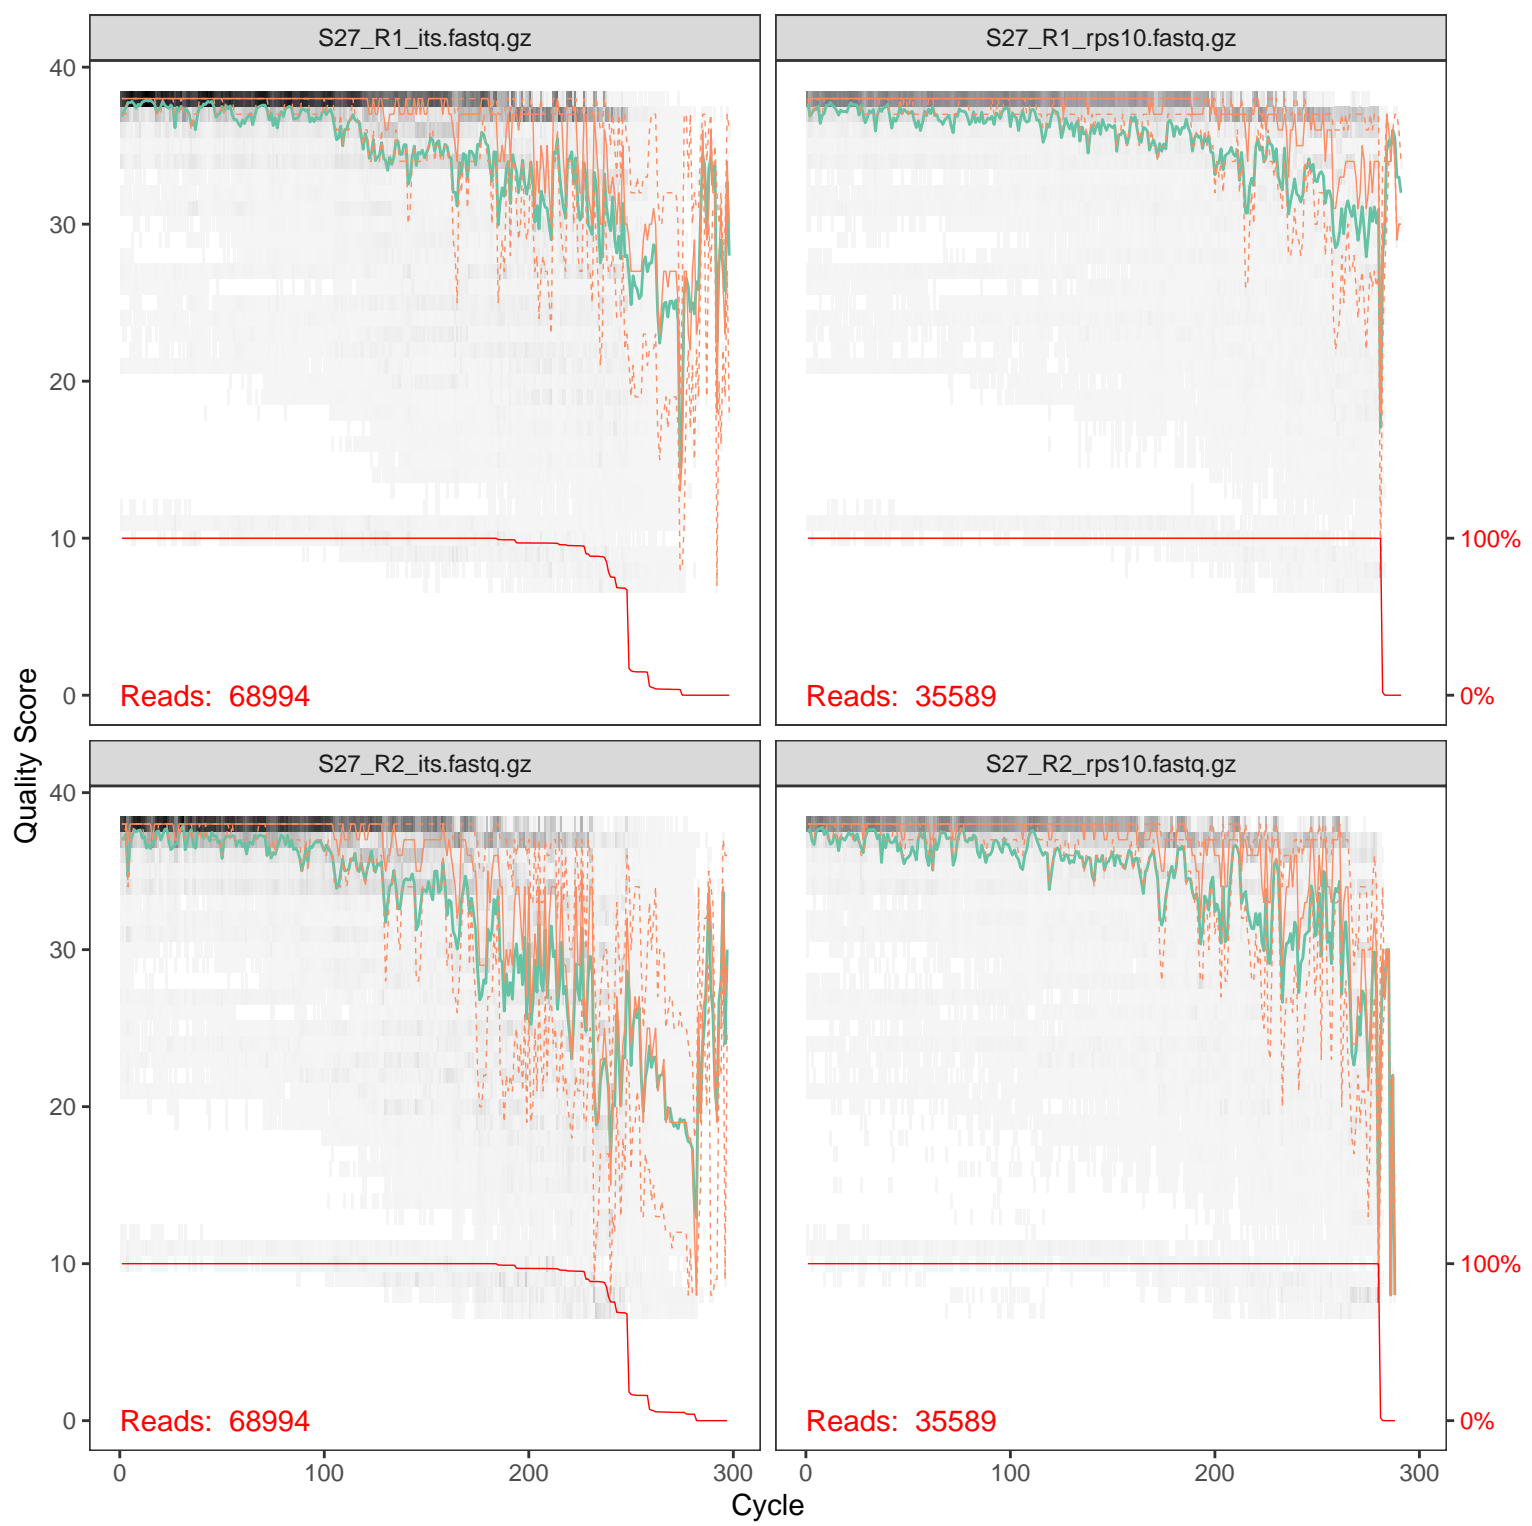 S27_R1_its.fastq.gz
S27_R1_rps10.fastq.gz
40
30
20
10
0
Reads:  68994
Reads:  35589
100%
0%
Quality Score
S27_R2_its.fastq.gz
S27_R2_rps10.fastq.gz
40
30
20
10
0
Reads:  68994
Reads:  35589
100%
0%
0
100
200
300
0
100
200
300
Cycle